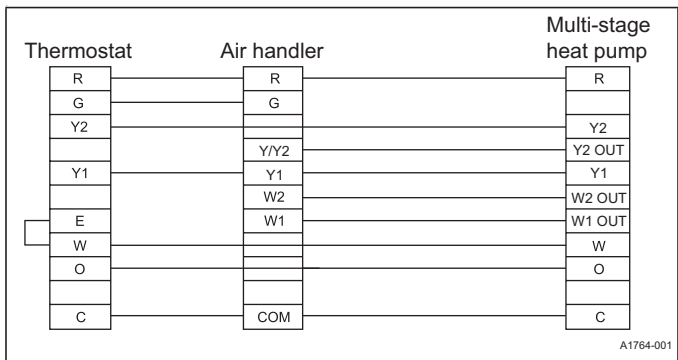 Multi-stage
Thermostat Air handler heat pump
R R R
G G
Y2 Y2
Y/Y2 Y2 OUT
Y1 Y1 Y1
W2 W2 OUT
E W1 W1 OUT
W W
O O
C COM C
A1764-001